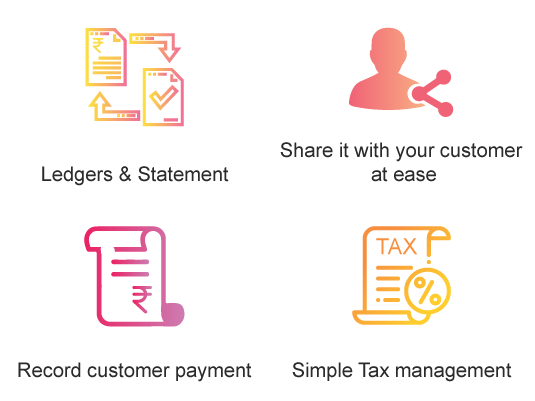 ₹
Ledgers & Statement
Share it with your customer
at ease
₹
Record customer payment
TAX
%
Simple Tax management